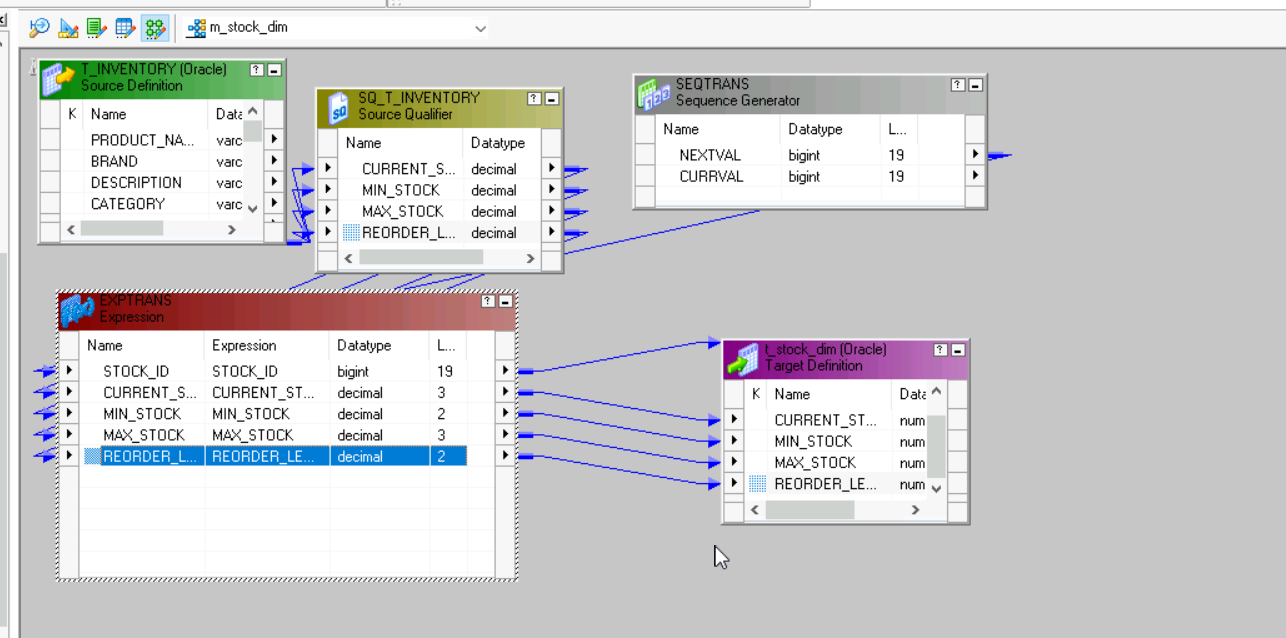 m_stock_dim
T_INVENTORY (Oracle)
Source Definition
K Name Data
PRODUCT_NA... varc
BRAND varc
DESCRIPTION varc
CATEGORY varc
SQ_T_INVENTORY
Source Qualifier
Name Datatype
CURRENT_S... decimal
MIN_STOCK decimal
MAX_STOCK decimal
REORDER_L... decimal
SEQTRANS
Sequence Generator
Name Datatype L...
NEXTVAL bigint 19
CURRVAL bigint 19
EXPTRANS
Expression
Name Expression Datatype L...
STOCK_ID STOCK_ID bigint 19
CURRENT_S... CURRENT_ST... decimal 3
MIN_STOCK MIN_STOCK decimal 2
MAX_STOCK MAX_STOCK decimal 3
REORDER_L... REORDER_LE... decimal 2
t_stock_dim (Oracle)
Target Definition
K Name Data
CURRENT_ST... num
MIN_STOCK num
MAX_STOCK num
REORDER_LE... num